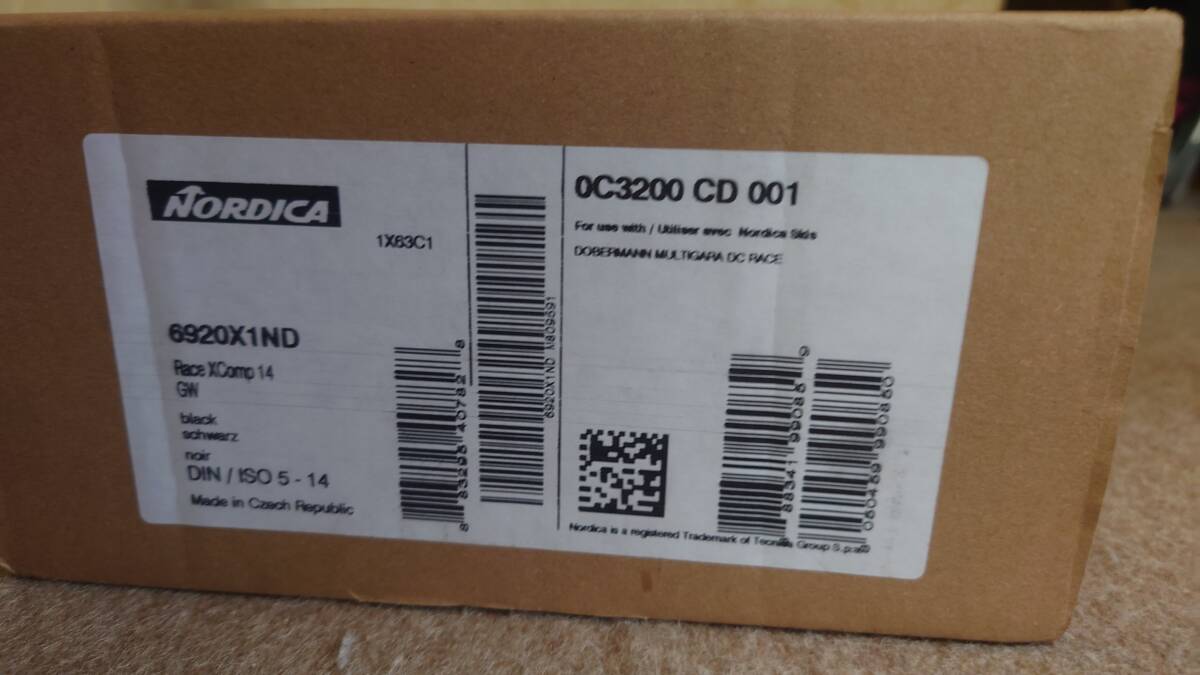 NORDICA
1X63C1
6920X1ND
Race XComp 14
GW
black
schwarz
noir
DIN / ISO 5 - 14
Made in Czech Republic
6920X1ND M809691
0C3200 CD 001
For use with / Utiliser avec Nordica Skis
DOBERMANN MULTIGARA DC RACE
Nordica is a registered Trademark of Tecnica Group S.p.a